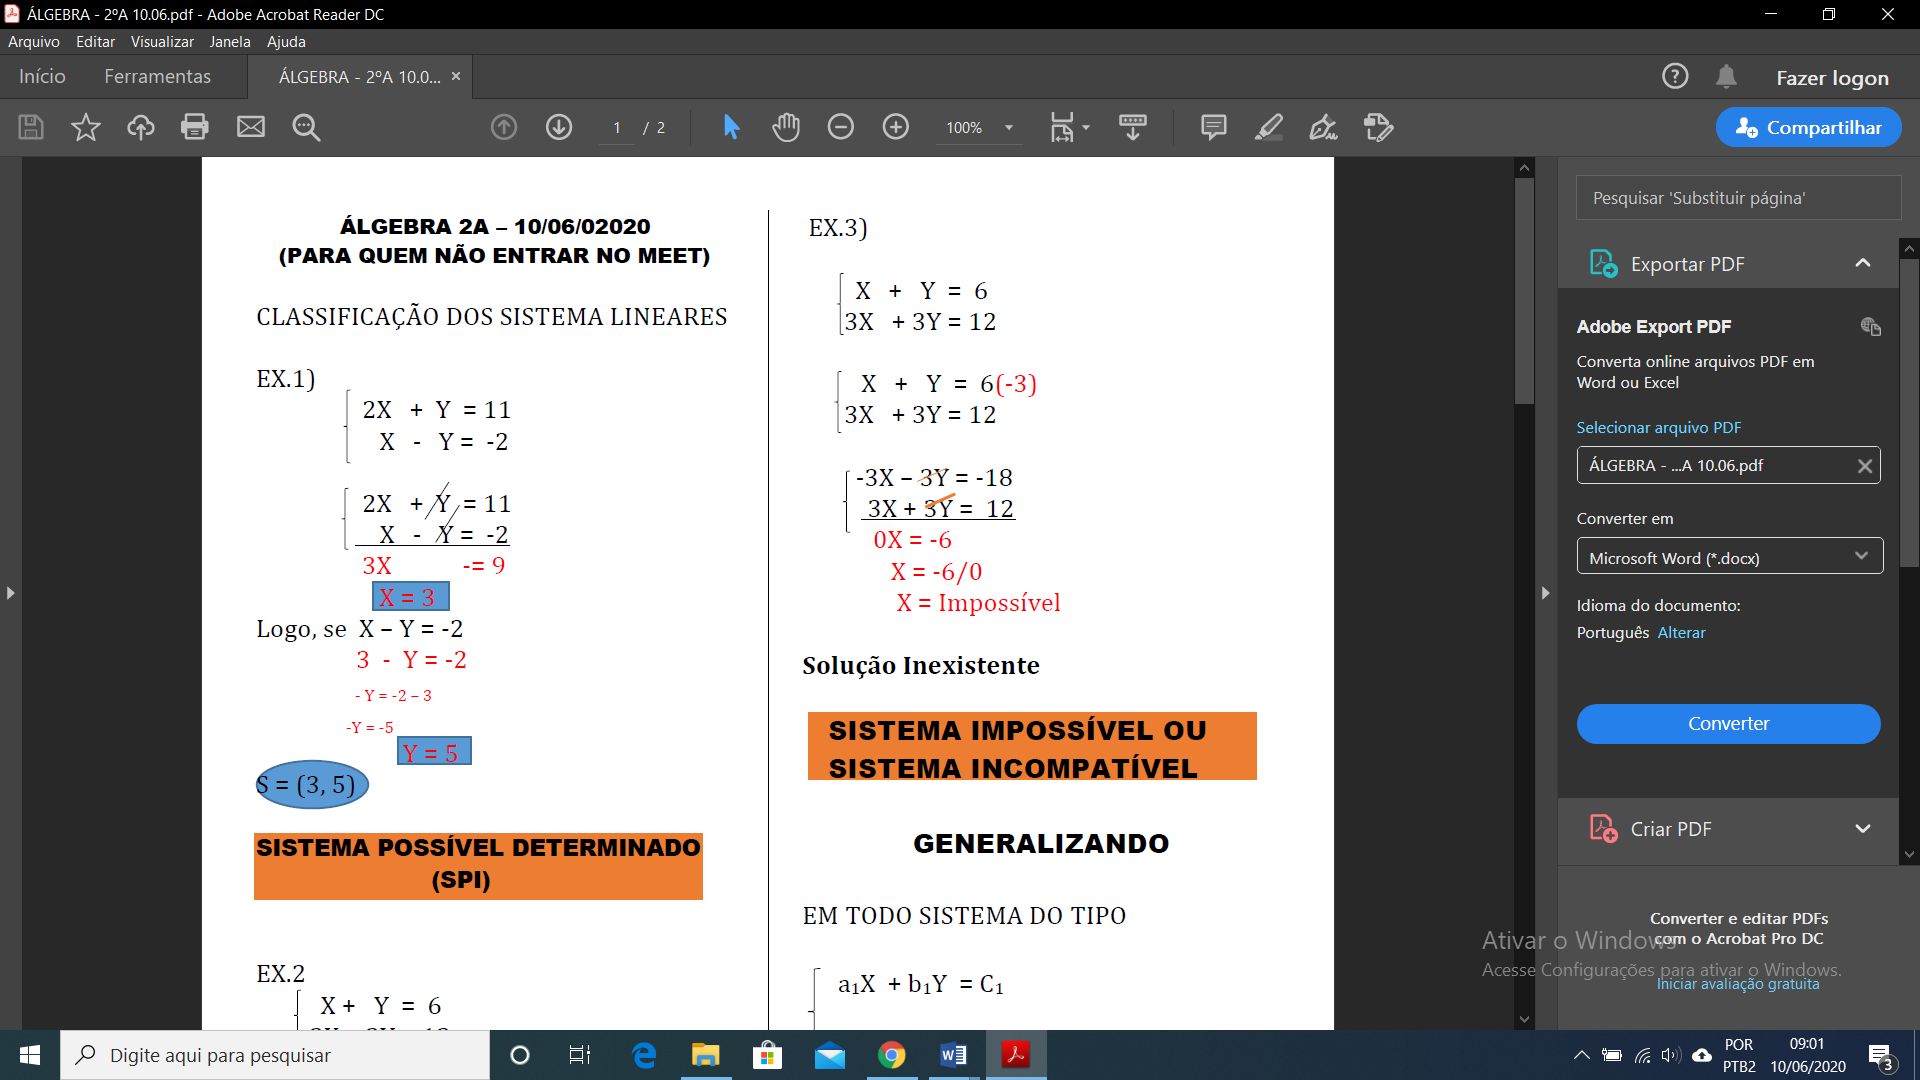 ÁLGEBRA - 2ºA 10.06.pdf - Adobe Acrobat Reader DC
Arquivo Editar Visualizar Janela Ajuda
Início Ferramentas ÁLGEBRA - 2ºA 10.0... × Fazer logon
1 / 2 100% Compartilhar
ÁLGEBRA 2A – 10/06/02020
(PARA QUEM NÃO ENTRAR NO MEET)
CLASSIFICAÇÃO DOS SISTEMA LINEARES
EX.1)
2X + Y = 11
X - Y = -2
2X + Y = 11
X - Y = -2
3X -= 9
X = 3
Logo, se X – Y = -2
3 - Y = -2
- Y = -2 – 3
-Y = -5
Y = 5
S = (3, 5)
SISTEMA POSSÍVEL DETERMINADO
(SPI)
EX.2
X + Y = 6
EX.3)
X + Y = 6
3X + 3Y = 12
X + Y = 6(-3)
3X + 3Y = 12
-3X – 3Y = -18
3X + 3Y = 12
0X = -6
X = -6/0
X = Impossível
Solução Inexistente
SISTEMA IMPOSSÍVEL OU
SISTEMA INCOMPATÍVEL
GENERALIZANDO
EM TODO SISTEMA DO TIPO
a₁X + b₁Y = C₁
Pesquisar 'Substituir página'
Exportar PDF
Adobe Export PDF
Converta online arquivos PDF em
Word ou Excel
Selecionar arquivo PDF
ÁLGEBRA - ...A 10.06.pdf
Converter em
Microsoft Word (*.docx)
Idioma do documento:
Português Alterar
Converter
Criar PDF
Converter e editar PDFs
com o Acrobat Pro DC
Iniciar avaliação gratuita
Ativar o Windows
Acesse Configurações para ativar o Windows.
Digite aqui para pesquisar
POR
PTB2
09:01
10/06/2020
3